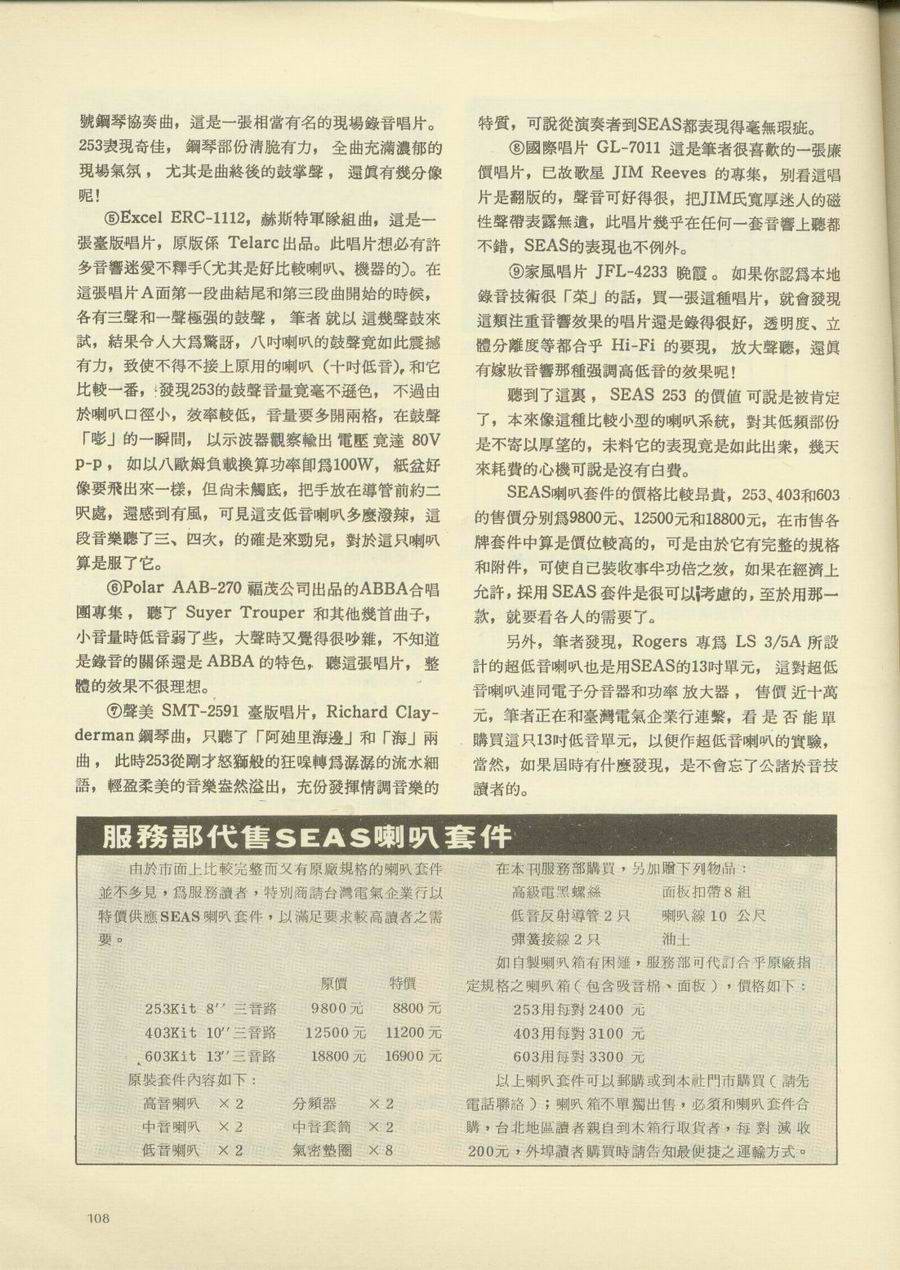 號鋼琴協奏曲，這是一張相當有名的現場錄音唱片。
253表現奇佳， 鋼琴部份清脆有力， 全曲充滿濃郁的
現場氣氛， 尤其是曲終後的鼓掌聲， 還眞有幾分像
呢！
⑤Excel ERC-1112，赫斯特軍隊組曲，這是一
張臺版唱片，原版係 Telarc 出品。此唱片想必有許
多音響迷愛不釋手(尤其是好比較喇叭、機器的)。在
這張唱片A面第一段曲結尾和第三段曲開始的時候，
各有三聲和一聲極强的鼓聲， 筆者 就以 這幾聲鼓來
試，結果令人大爲驚訝，八吋喇叭的鼓聲竟如此震撼
有力，致使不得不接上原用的喇叭（十吋低音），和它
比較一番，發現253的鼓聲音量竟毫不遜色， 不過由
於喇叭口徑小，效率較低，音量要多開兩格，在鼓聲
「嘭」的一瞬間， 以示波器觀察輸出 電壓 竟達 80V
p-p， 如以八歐姆負載換算功率卽爲100W， 紙盆好
像要飛出來一樣，但尙未觸底，把手放在導管前約二
呎處，還感到有風，可見這支低音喇叭多麼潑辣，這
段音樂聽了三、四次，的確是來勁兒，對於這只喇叭
算是服了它。
⑥Polar AAB-270 福茂公司出品的ABBA合唱
團專集， 聽了 Suyer Trouper 和其他幾首曲子，
小音量時低音弱了些，大聲時又覺得很吵雜，不知道
是錄音的關係還是 ABBA 的特色， 聽這張唱片， 整
體的效果不很理想。
⑦聲美 SMT-2591 臺版唱片，Richard Clay-
derman 鋼琴曲，只聽了「阿廸里海邊」和「海」兩
曲， 此時253從剛才怒獅般的狂嘷轉爲潺潺的流水細
語，輕盈柔美的音樂盎然溢出，充份發揮情調音樂的
特質，可說從演奏者到SEAS都表現得毫無瑕疵。
⑧國際唱片 GL-7011 這是筆者很喜歡的一張廉
價唱片，已故歌星 JIM Reeves 的專集，別看這唱
片是翻版的，聲音可好得很，把JIM氏寬厚迷人的磁
性聲帶表露無遺，此唱片幾乎在任何一套音響上聽都
不錯，SEAS的表現也不例外。
⑨家風唱片 JFL-4233 晚霞。 如果你認爲本地
錄音技術很「菜」的話，買一張這種唱片，就會發現
這類注重音響效果的唱片還是錄得很好，透明度、立
體分離度等都合乎 Hi-Fi 的要現， 放大聲聽，還眞
有嫁妝音響那種强調高低音的效果呢！
聽到了這裏， SEAS 253 的價値 可說是被肯定
了，本來像這種比較小型的喇叭系統，對其低頻部份
是不寄以厚望的，未料它的表現竟是如此出衆，幾天
來耗費的心機可說是沒有白費。
SEAS喇叭套件的價格比較昂貴，253、403和603
的售價分別爲9800元、12500元和18800元，在市售各
牌套件中算是價位較高的，可是由於它有完整的規格
和附件，可使自己裝收事半功倍之效，如果在經濟上
允許，採用 SEAS 套件是很可以考慮的，至於用那一
款，就要看各人的需要了。
另外，筆者發現，Rogers 專爲 LS 3/5A 所設
計的超低音喇叭也是用SEAS的13吋單元， 這對超低
音喇叭連同電子分音器和功率 放大器， 售價 近十萬
元，筆者正在和臺灣電氣企業行連繫，看 是 否 能 單
購買這只13吋低音單元，以便作超低音喇叭的實驗，
當然，如果屆時有什麼發現，是不會忘了公諸於音技
讀者的。
服務部代售SEAS喇叭套件
由於市面上比較完整而又有原廠規格的喇叭套件
並不多見，爲服務讀者，特別商請台灣電氣企業行以
特價供應 SEAS 喇叭套件，以滿足要求較高讀者之需
要。
原價 特價
253Kit 8″ 三音路 9800 元 8800 元
403Kit 10″ 三音路 12500 元 11200 元
603Kit 13″ 三音路 18800 元 16900 元
原裝套件內容如下：
高音喇叭 ×2 分頻器 ×2
中音喇叭 ×2 中音套筒 ×2
低音喇叭 ×2 氣密墊圈 ×8
在本刊服務部購買，另加贈下列物品：
高級電黑螺絲 面板扣帶 8 組
低音反射導管 2 只 喇叭線 10 公尺
彈簧接線 2 只 油土
如自製喇叭箱有困難，服務部可代訂合乎原廠指
定規格之喇叭箱（包含吸音棉、面板），價格如下：
253用每對 2400 元
403用每對 3100 元
603用每對 3300 元
以上喇叭套件可以郵購或到本社門市購買（請先
電話聯絡）；喇叭箱不單獨出售，必須和喇叭套件合
購，台北地區讀者親自到木箱行取貨者，每 對 減 收
200元，外埠讀者購買時請告知最便捷之運輸方式。
108